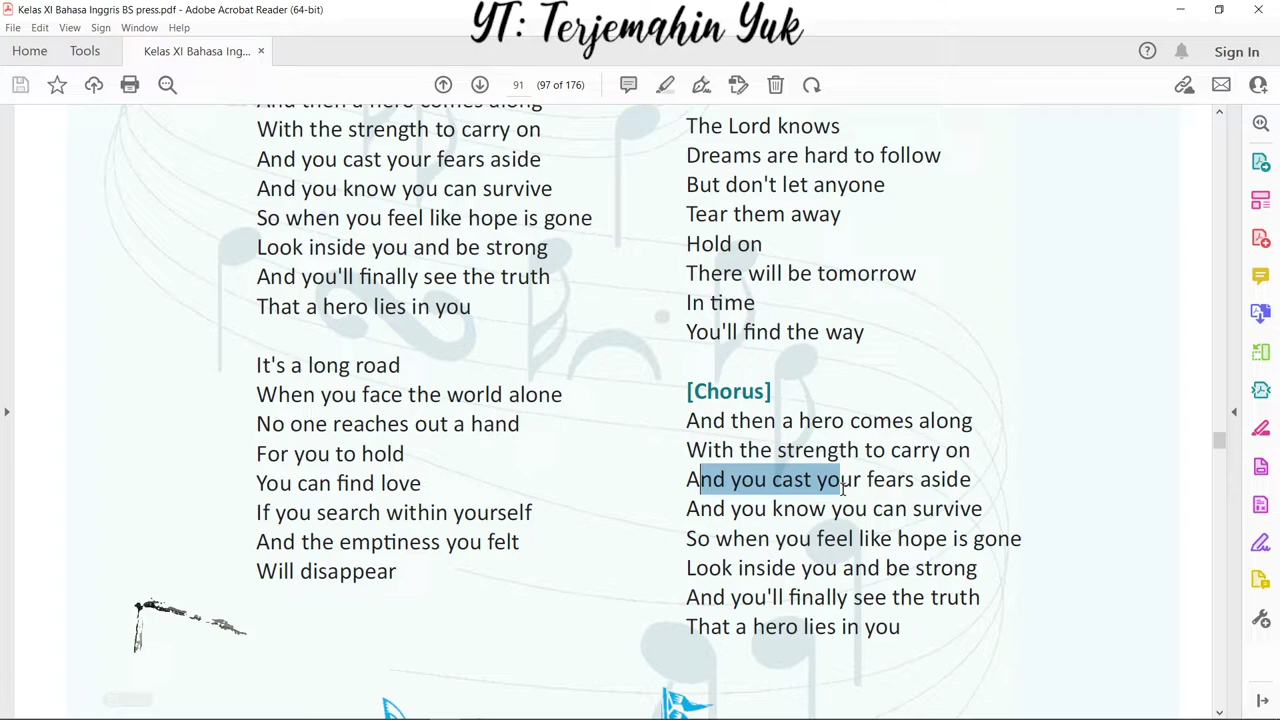 Kelas XI Bahasa Inggris BS press.pdf - Adobe Acrobat Reader (64-bit)
YT: Terjemahin Yuk
File Edit View Sign Window Help
Home Tools Kelas XI Bahasa Ing... × Sign In
91 (97 of 176)
And then a hero comes along
With the strength to carry on
And you cast your fears aside
And you know you can survive
So when you feel like hope is gone
Look inside you and be strong
And you'll finally see the truth
That a hero lies in you
It's a long road
When you face the world alone
No one reaches out a hand
For you to hold
You can find love
If you search within yourself
And the emptiness you felt
Will disappear
The Lord knows
Dreams are hard to follow
But don't let anyone
Tear them away
Hold on
There will be tomorrow
In time
You'll find the way
[Chorus]
And then a hero comes along
With the strength to carry on
And you cast your fears aside
And you know you can survive
So when you feel like hope is gone
Look inside you and be strong
And you'll finally see the truth
That a hero lies in you